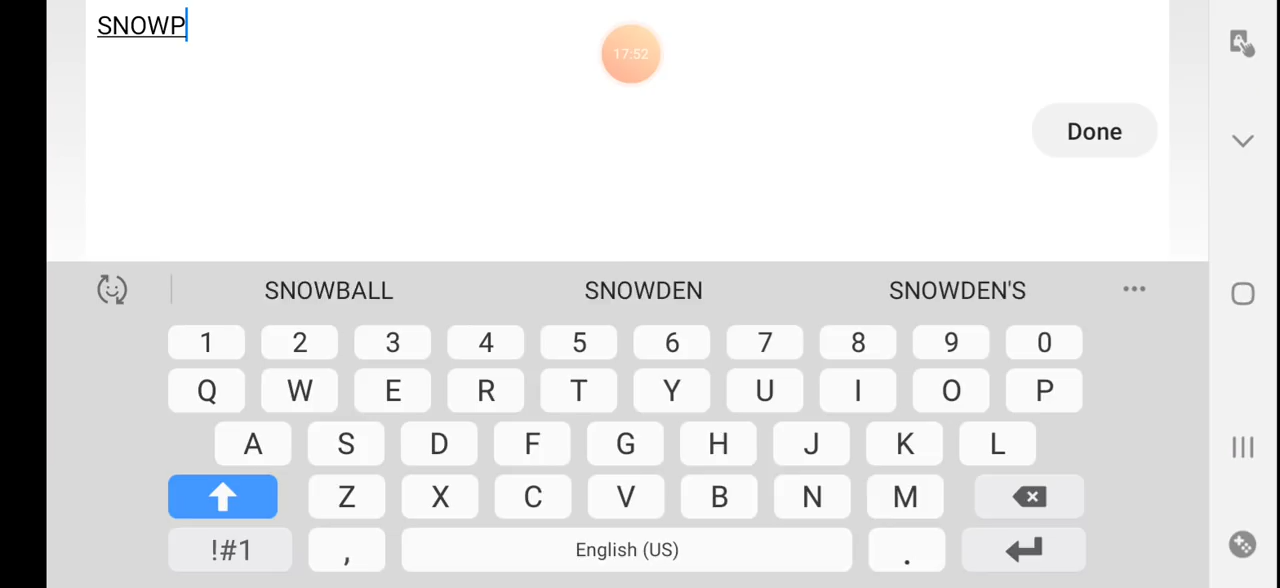 SNOWP
17:52
Done
SNOWBALL SNOWDEN SNOWDEN'S
1 2 3 4 5 6 7 8 9 0
Q W E R T Y U I O P
A S D F G H J K L
Z X C V B N M
!#1 , English (US) .